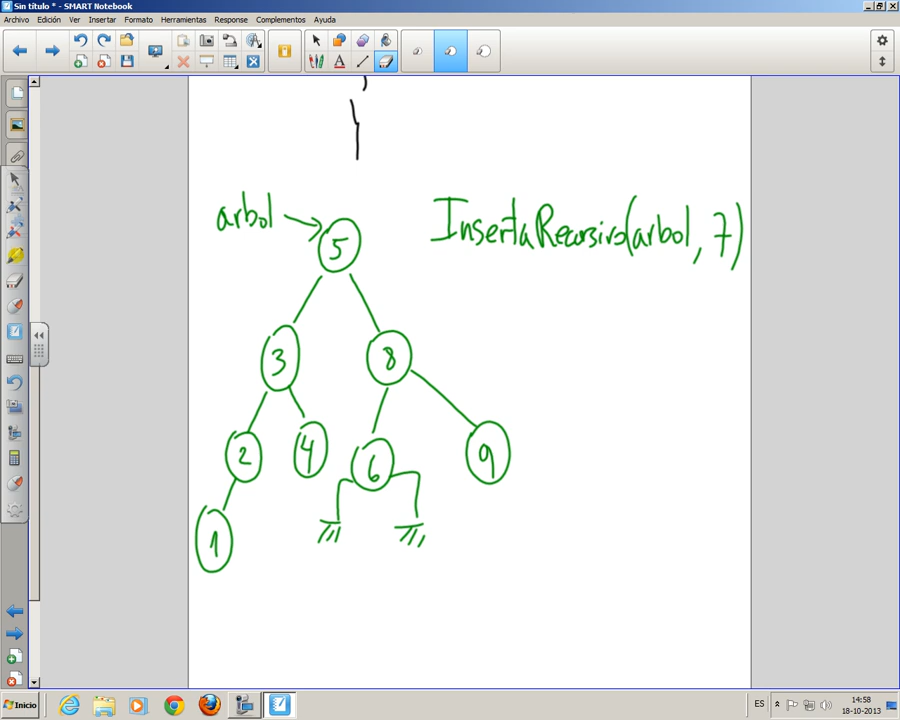 Sin título * - SMART Notebook
Archivo Edición Ver Insertar Formato Herramientas Response Complementos Ayuda
arbol
InsertaRecursivo(arbol, 7)
5
3
8
2
4
6
9
1
Inicio
ES
14:58
18-10-2013